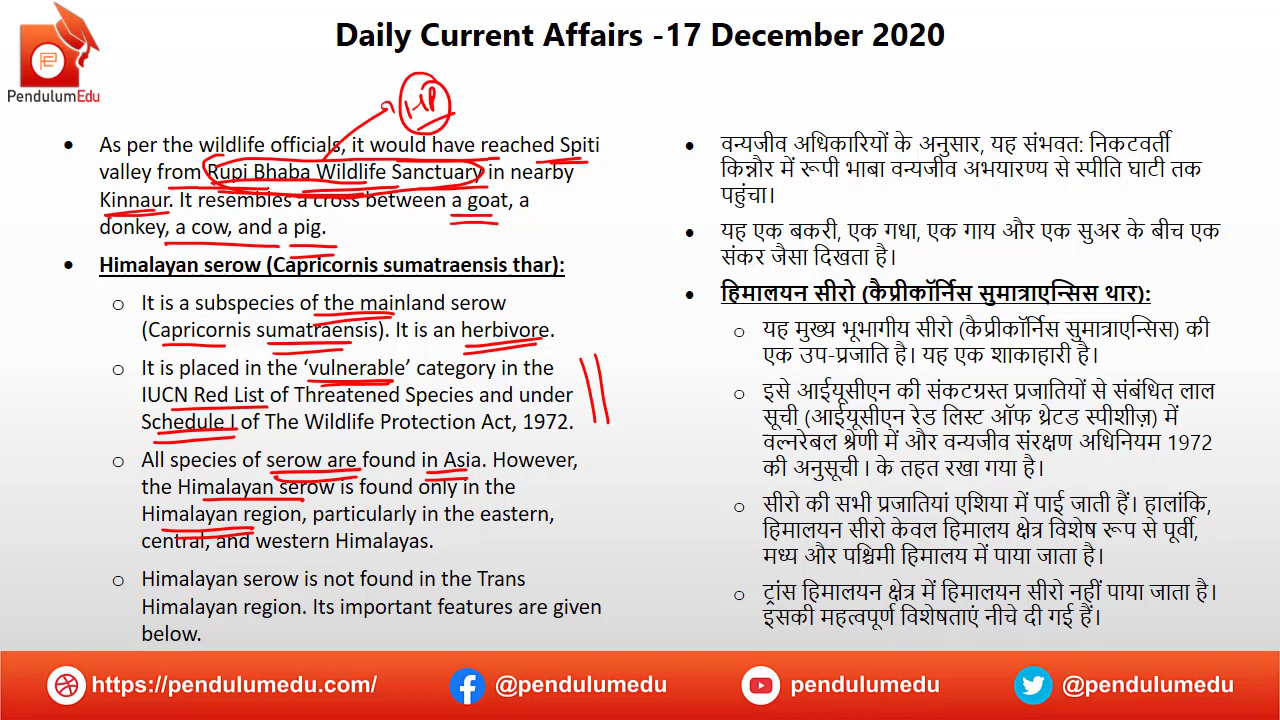 Daily Current Affairs -17 December 2020
PendulumEdu
HP
• As per the wildlife officials, it would have reached Spiti
valley from Rupi Bhaba Wildlife Sanctuary in nearby
Kinnaur. It resembles a cross between a goat, a
donkey, a cow, and a pig.
• Himalayan serow (Capricornis sumatraensis thar):
o It is a subspecies of the mainland serow
(Capricornis sumatraensis). It is an herbivore.
o It is placed in the ‘vulnerable’ category in the
IUCN Red List of Threatened Species and under
Schedule I of The Wildlife Protection Act, 1972.
o All species of serow are found in Asia. However,
the Himalayan serow is found only in the
Himalayan region, particularly in the eastern,
central, and western Himalayas.
o Himalayan serow is not found in the Trans
Himalayan region. Its important features are given
below.
• वन्यजीव अधिकारियों के अनुसार, यह संभवत: निकटवर्ती
किन्नौर में रूपी भाबा वन्यजीव अभयारण्य से स्पीति घाटी तक
पहुंचा।
• यह एक बकरी, एक गधा, एक गाय और एक सुअर के बीच एक
संकर जैसा दिखता है।
• हिमालयन सीरो (कैप्रीकॉर्निस सुमात्राएन्सिस थार):
o यह मुख्य भूभागीय सीरो (कैप्रीकॉर्निस सुमात्राएन्सिस) की
एक उप-प्रजाति है। यह एक शाकाहारी है।
o इसे आईयूसीएन की संकटग्रस्त प्रजातियों से संबंधित लाल
सूची (आईयूसीएन रेड लिस्ट ऑफ थ्रेटड स्पीशीज़) में
वल्नरेबल श्रेणी में और वन्यजीव संरक्षण अधिनियम 1972
की अनुसूची I के तहत रखा गया है।
o सीरो की सभी प्रजातियां एशिया में पाई जाती हैं। हालांकि,
हिमालयन सीरो केवल हिमालय क्षेत्र विशेष रूप से पूर्वी,
मध्य और पश्चिमी हिमालय में पाया जाता है।
o ट्रांस हिमालयन क्षेत्र में हिमालयन सीरो नहीं पाया जाता है।
इसकी महत्वपूर्ण विशेषताएं नीचे दी गई हैं।
https://pendulumedu.com/ @pendulumedu pendulumedu @pendulumedu